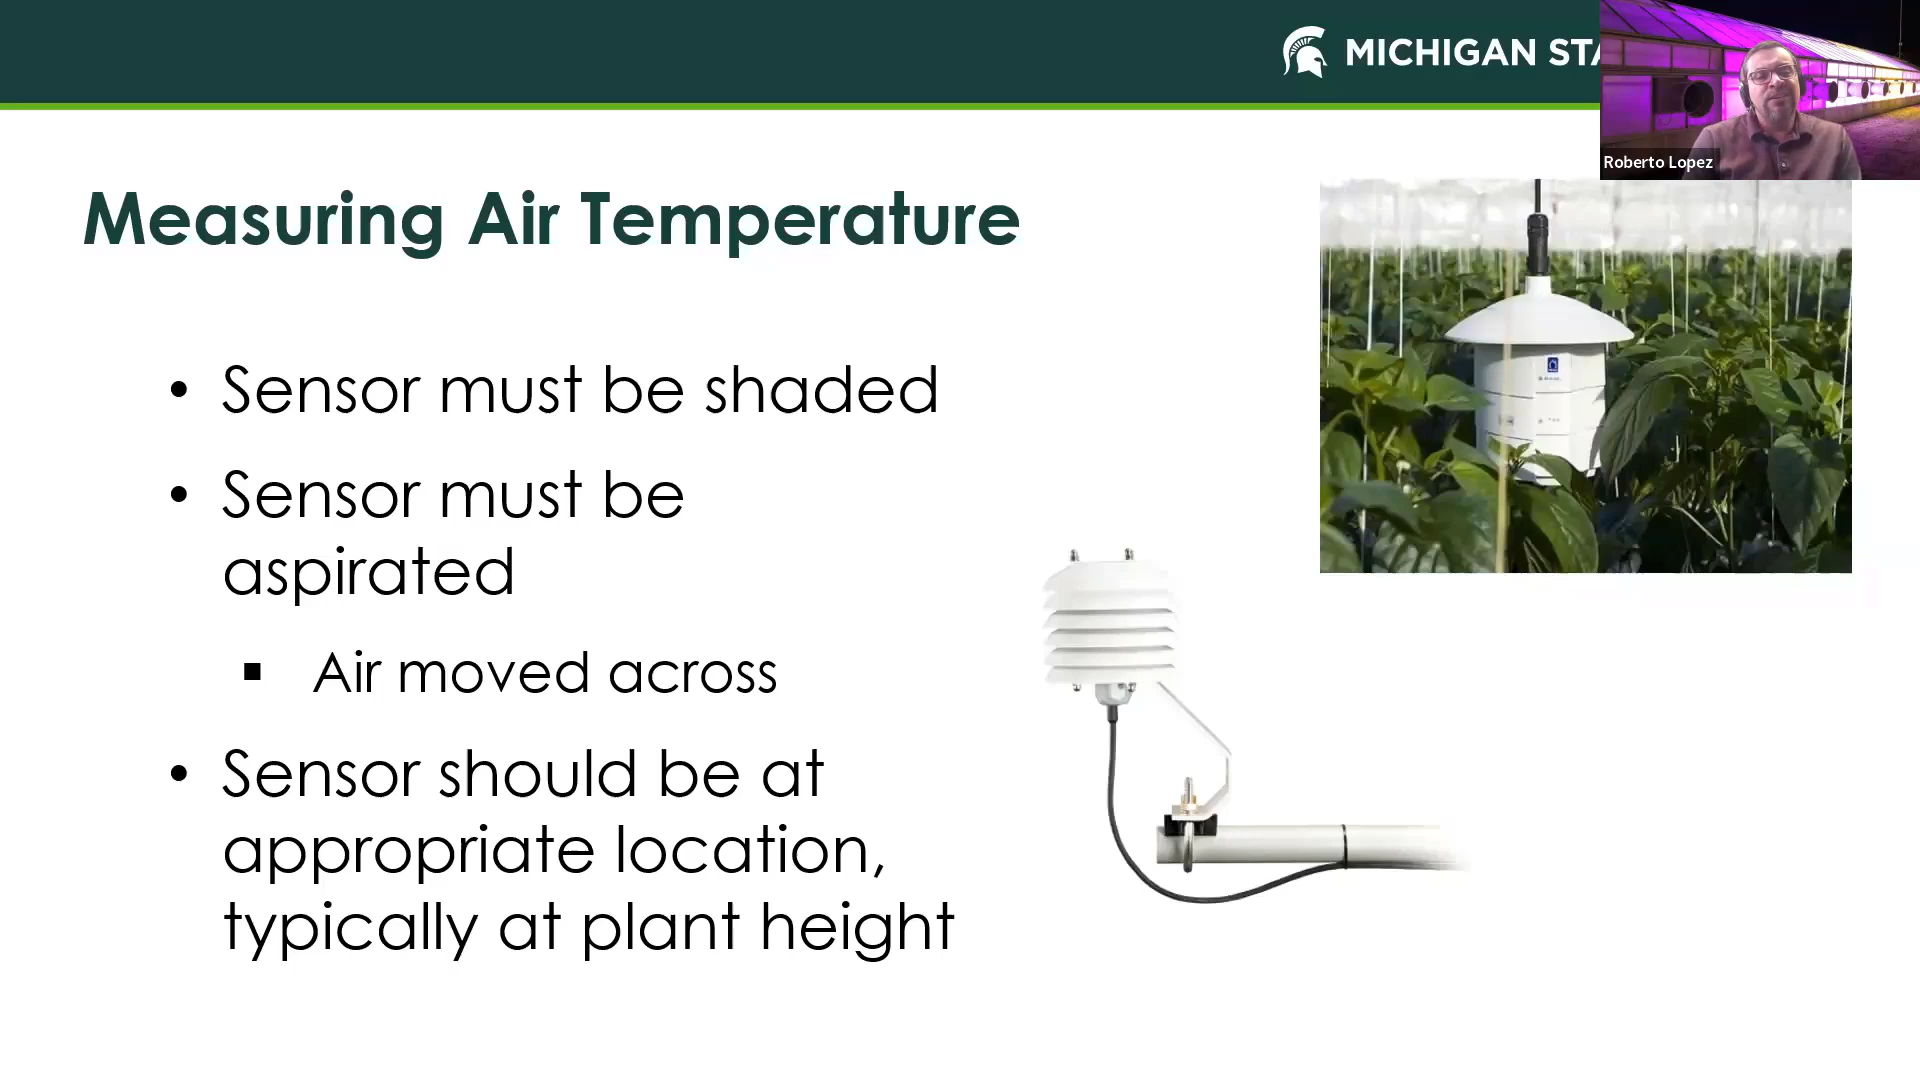 MICHIGAN STA
Roberto Lopez
Measuring Air Temperature
• Sensor must be shaded
• Sensor must be
aspirated
▪ Air moved across
• Sensor should be at
appropriate location,
typically at plant height